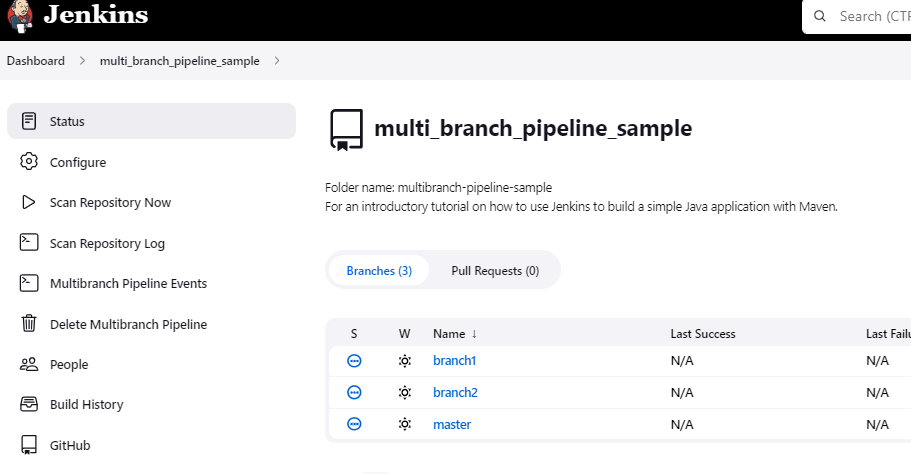 Jenkins
Search (CTR
Dashboard > multi_branch_pipeline_sample >
Status
Configure
Scan Repository Now
Scan Repository Log
Multibranch Pipeline Events
Delete Multibranch Pipeline
People
Build History
GitHub
multi_branch_pipeline_sample
Folder name: multibranch-pipeline-sample
For an introductory tutorial on how to use Jenkins to build a simple Java application with Maven.
Branches (3) Pull Requests (0)
S W Name ↓ Last Success Last Failu
branch1 N/A N/A
branch2 N/A N/A
master N/A N/A